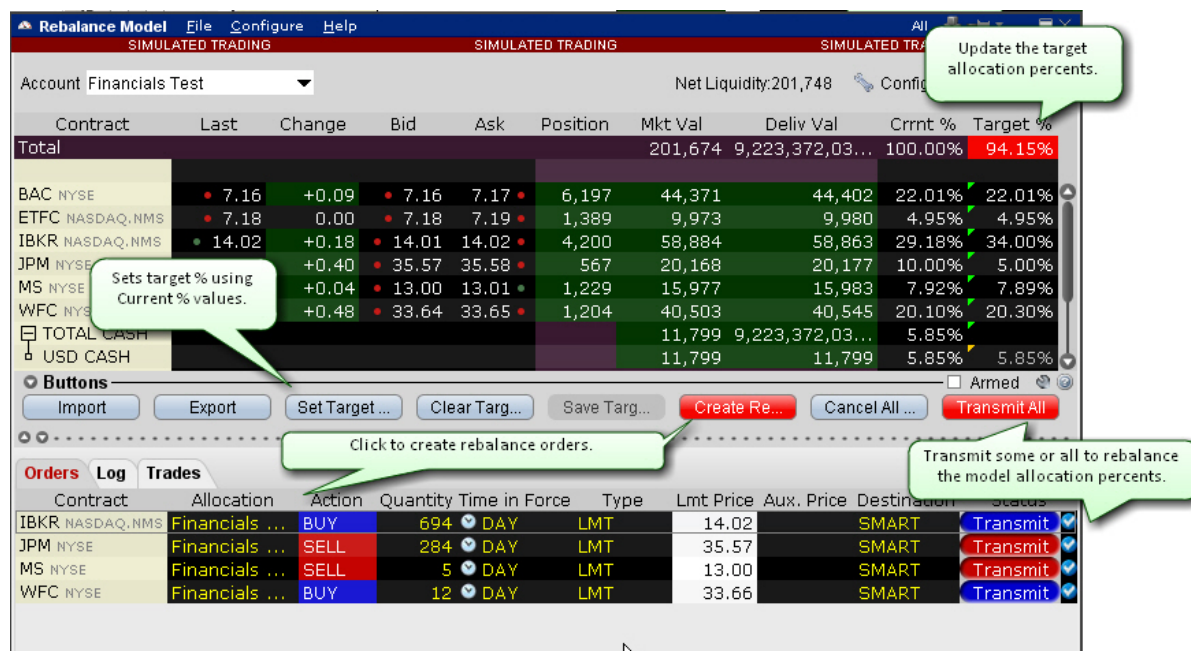 Rebalance Model File Configure Help All
SIMULATED TRADING SIMULATED TRADING SIMULATED TRA
Update the target
allocation percents.
Account Financials Test Net Liquidity:201,748 Config
Contract Last Change Bid Ask Position Mkt Val Deliv Val Crrnt % Target %
Total 201,674 9,223,372,03... 100.00% 94.15%
BAC NYSE 7.16 +0.09 7.16 7.17 6,197 44,371 44,402 22.01% 22.01%
ETFC NASDAQ.NMS 7.18 0.00 7.18 7.19 1,389 9,973 9,980 4.95% 4.95%
IBKR NASDAQ.NMS 14.02 +0.18 14.01 14.02 4,200 58,884 58,863 29.18% 34.00%
JPM NYSE +0.40 35.57 35.58 567 20,168 20,177 10.00% 5.00%
MS NYSE +0.04 13.00 13.01 1,229 15,977 15,983 7.92% 7.89%
WFC NYS +0.48 33.64 33.65 1,204 40,503 40,545 20.10% 20.30%
Sets target % using
Current % values.
TOTAL CASH 11,799 9,223,372,03... 5.85%
USD CASH 11,799 11,799 5.85% 5.85%
Buttons Armed
Import Export Set Target ... Clear Targ... Save Targ... Create Re... Cancel All ... Transmit All
Click to create rebalance orders.
Transmit some or all to rebalance
the model allocation percents.
Orders Log Trades
Contract Allocation Action Quantity Time in Force Type Lmt Price Aux. Price Destination Status
IBKR NASDAQ.NMS Financials ... BUY 694 DAY LMT 14.02 SMART Transmit
JPM NYSE Financials ... SELL 284 DAY LMT 35.57 SMART Transmit
MS NYSE Financials ... SELL 5 DAY LMT 13.00 SMART Transmit
WFC NYSE Financials ... BUY 12 DAY LMT 33.66 SMART Transmit